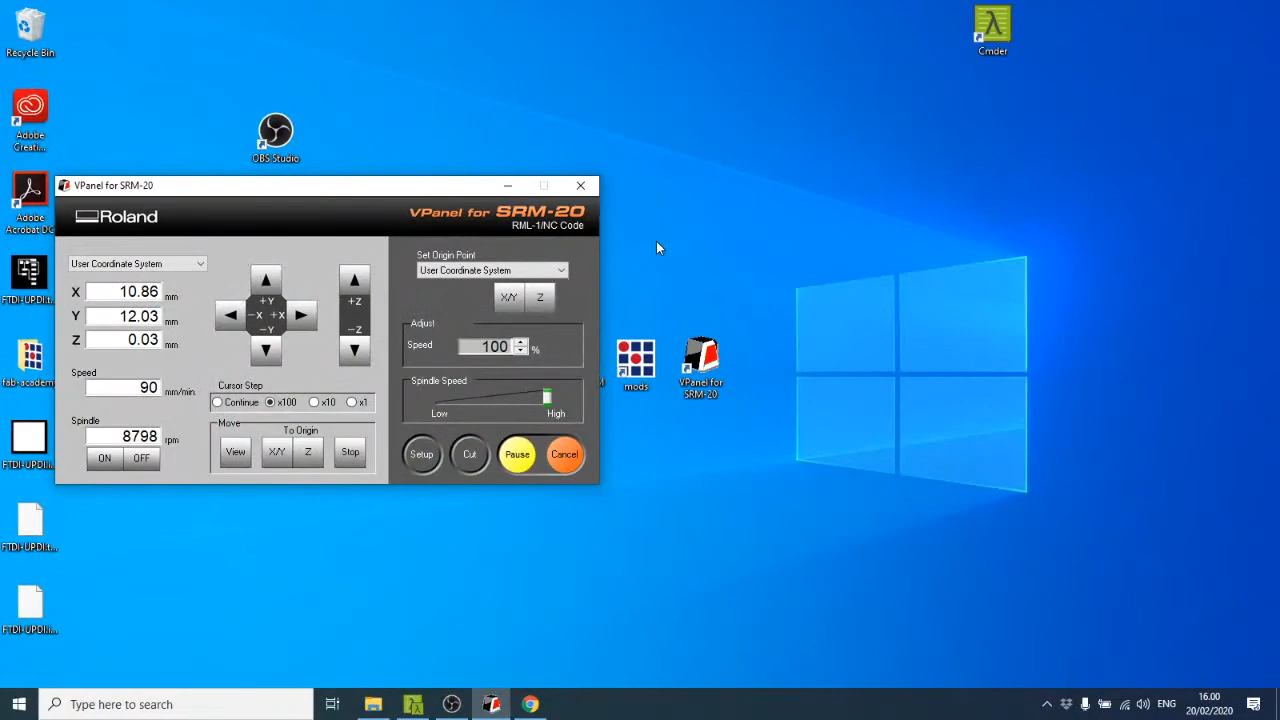 Recycle Bin
Adobe
Creati...
Adobe
Acrobat DC
FTDI-UPDI:t...
fab-academ
FTDI-UPDI:...
FTDI-UPDI:t...
FTDI-UPDI:i...
OBS Studio
Cmder
mods
VPanel for
SRM-20
VPanel for SRM-20
Roland
VPanel for SRM-20
RML-1/NC Code
User Coordinate System
X 10.86 mm
Y 12.03 mm
Z 0.03 mm
Speed
90 mm/min.
Spindle
8798 rpm
ON OFF
+Y
-X +X
-Y
+Z
-Z
Cursor Step
Continue x100 x10 x1
Move
To Origin
View X/Y Z Stop
Set Origin Point
User Coordinate System
X/Y Z
Adjust
Speed 100 %
Spindle Speed
Low High
Setup Cut Pause Cancel
Type here to search
ENG
16.00
20/02/2020